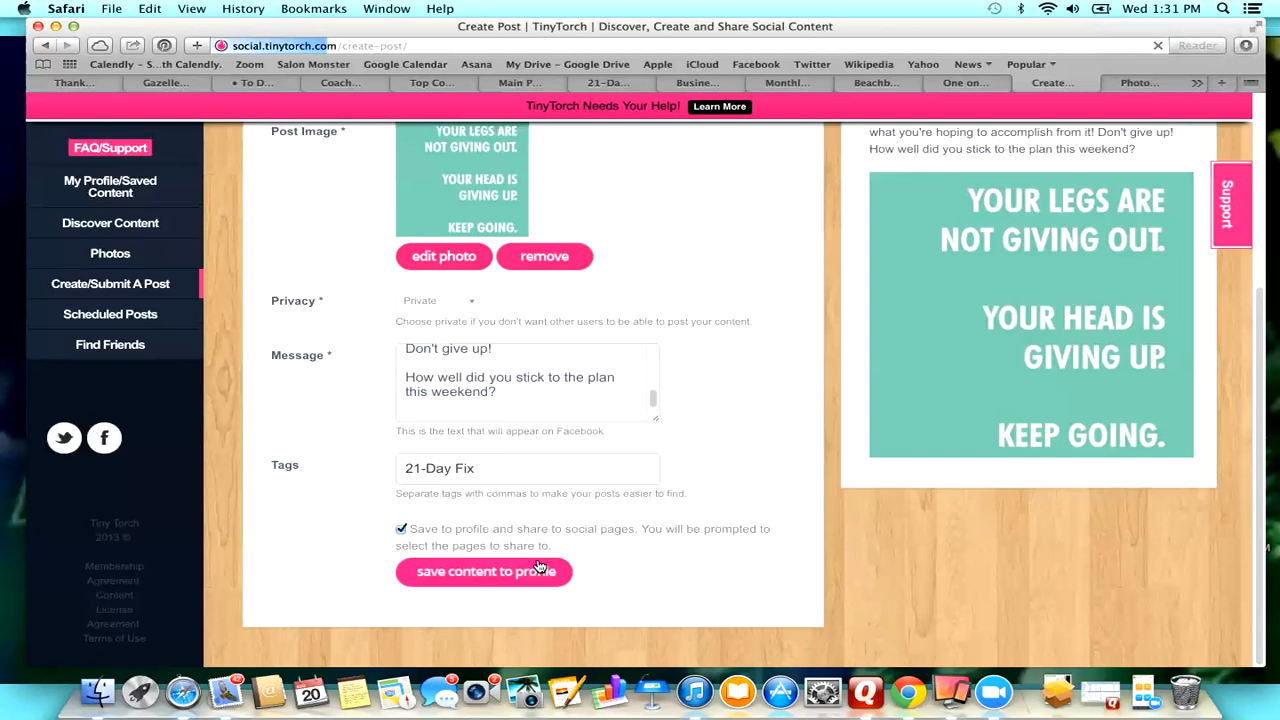 Safari File Edit View History Bookmarks Window Help Wed 1:31 PM
Create Post | TinyTorch | Discover, Create and Share Social Content
social.tinytorch.com/create-post/ Reader
Calendly - S...th Calendly. Zoom Salon Monster Google Calendar Asana My Drive - Google Drive Apple iCloud Facebook Twitter Wikipedia Yahoo News Popular
Thank... Gazelle... • To D... Coach... Top Co... Main P... 21-Da... Busine... Monthl... Beachb... One on... Create... Photo...
TinyTorch Needs Your Help! Learn More
FAQ/Support
My Profile/Saved
Content
Discover Content
Photos
Create/Submit A Post
Scheduled Posts
Find Friends
Tiny Torch
2013 ©
Membership
Agreement
Content
License
Agreement
Terms of Use
Post Image *
YOUR LEGS ARE
NOT GIVING OUT.
YOUR HEAD IS
GIVING UP.
KEEP GOING.
edit photo remove
Privacy * Private
Choose private if you don't want other users to be able to post your content.
Message *
Don't give up!
How well did you stick to the plan
this weekend?
This is the text that will appear on Facebook
Tags 21-Day Fix
Separate tags with commas to make your posts easier to find.
Save to profile and share to social pages. You will be prompted to
select the pages to share to.
save content to profile
what you're hoping to accomplish from it! Don't give up!
How well did you stick to the plan this weekend?
YOUR LEGS ARE
NOT GIVING OUT.
YOUR HEAD IS
GIVING UP.
KEEP GOING.
Support